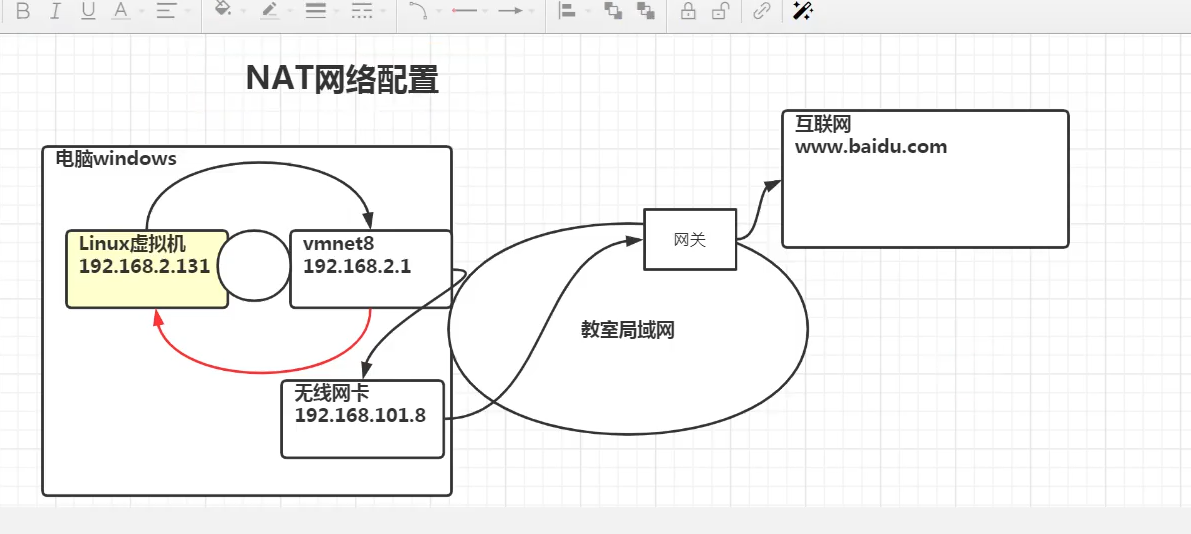 B I U A
NAT网络配置
电脑windows
Linux虚拟机
192.168.2.131
vmnet8
192.168.2.1
无线网卡
192.168.101.8
教室局域网
网关
互联网
www.baidu.com